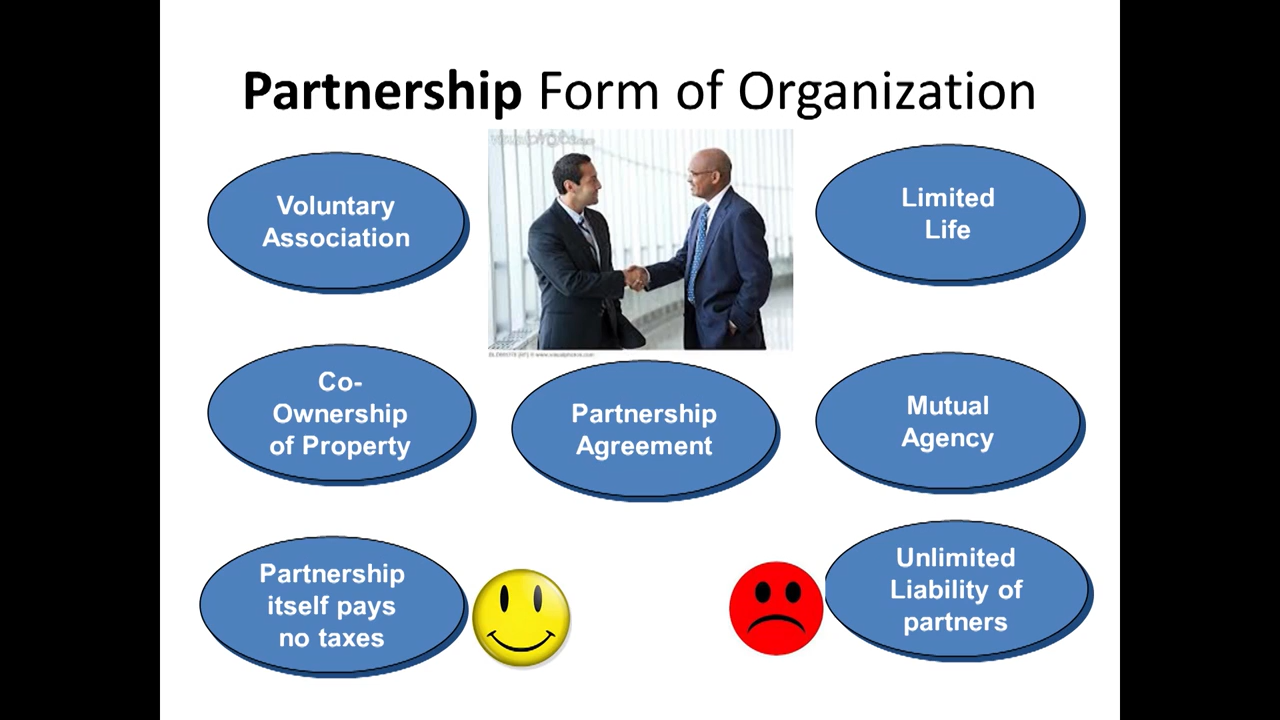 Partnership Form of Organization
Voluntary
Association
Limited
Life
Co-
Ownership
of Property
Partnership
Agreement
Mutual
Agency
Partnership
itself pays
no taxes
Unlimited
Liability of
partners